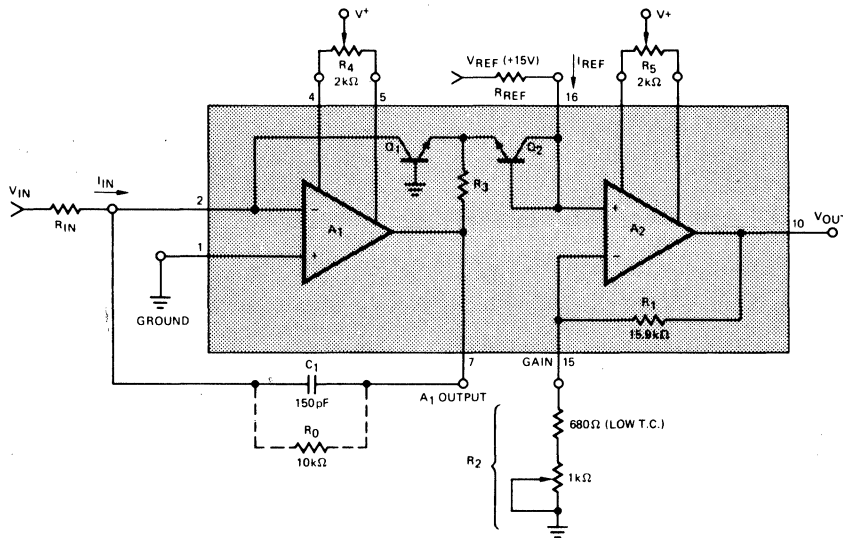 V+ V+
R4 2kΩ
VREF (+15V) IREF
RREF
R5 2kΩ
4 5 16
Q1 Q2
VIN IIN 2
RIN
R3
A1 A2
− +
+ −
1
10 VOUT
R1
15.9kΩ
GROUND
7 GAIN 15
C1
150pF
A1 OUTPUT
R0
10kΩ
680Ω (LOW T.C.)
R2
1kΩ